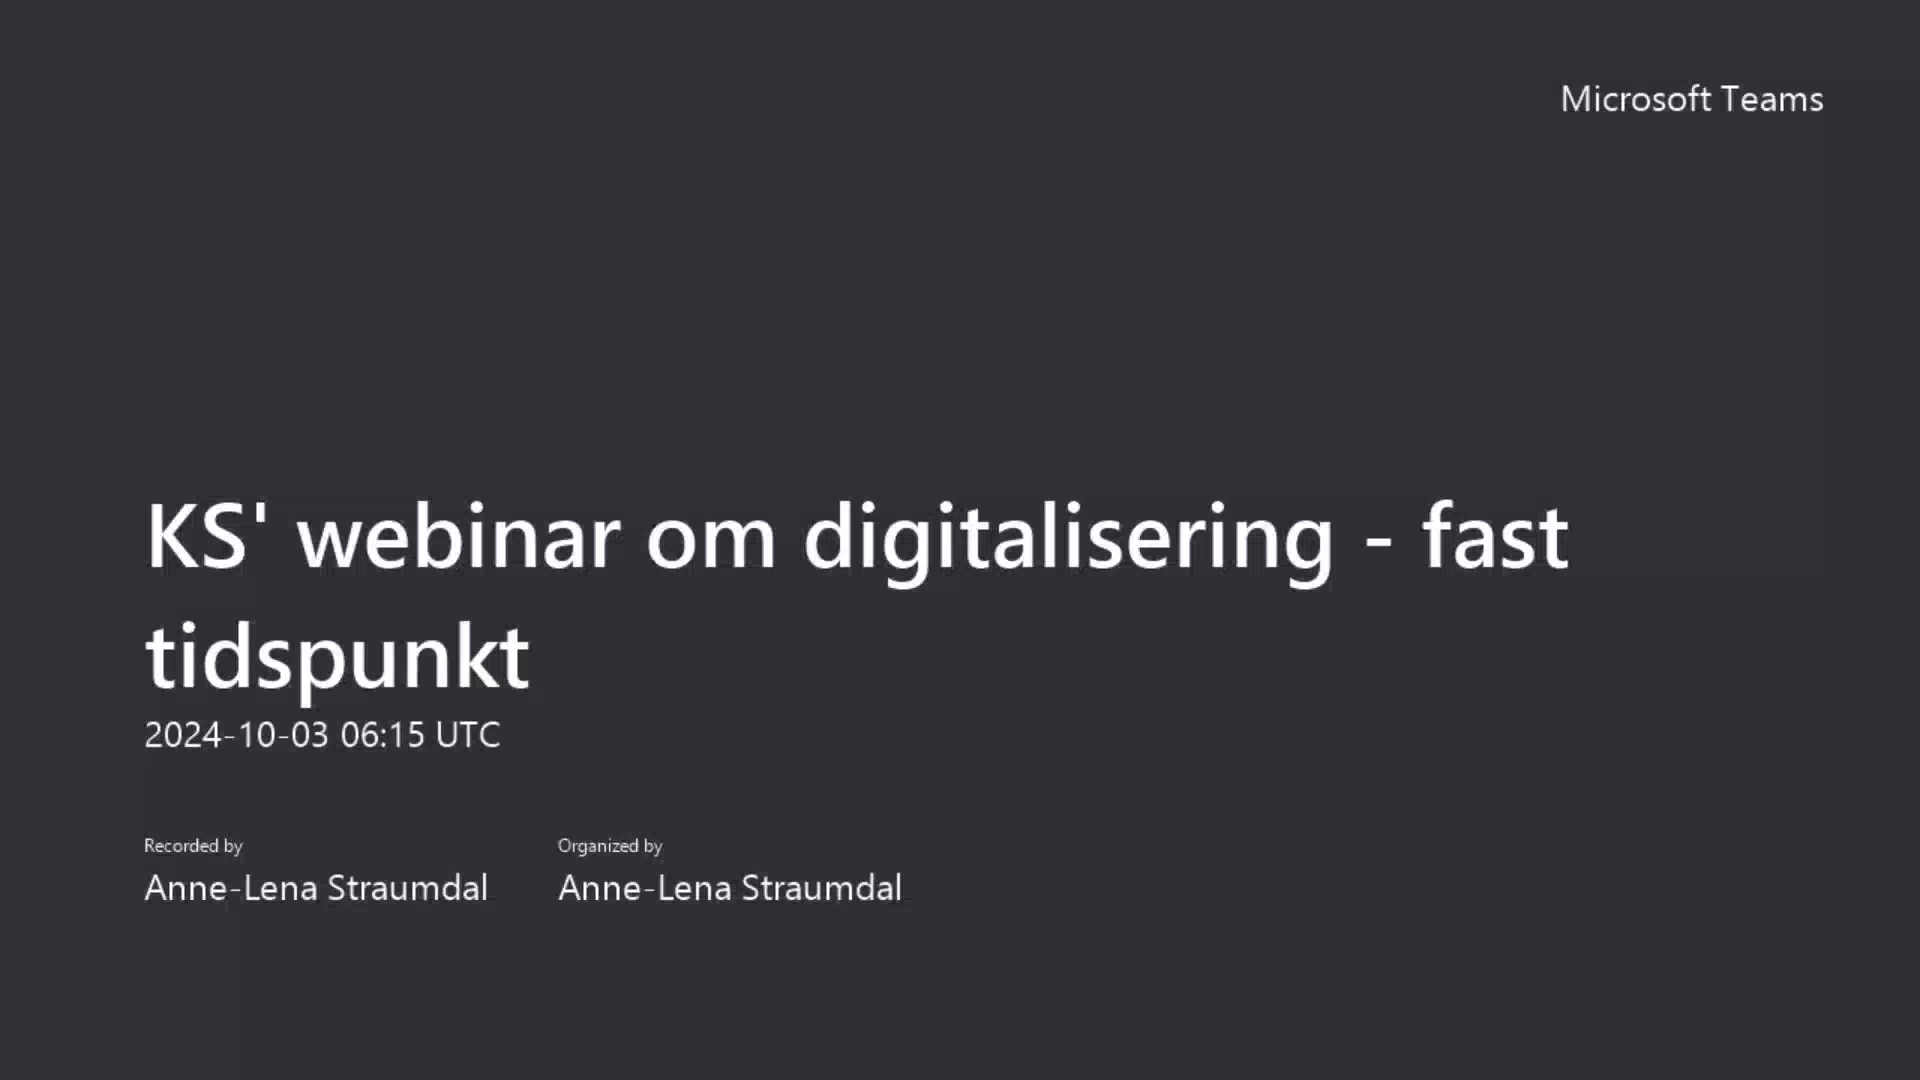 Microsoft Teams
KS' webinar om digitalisering - fast
tidspunkt
2024-10-03 06:15 UTC
Recorded by
Organized by
Anne-Lena Straumdal
Anne-Lena Straumdal